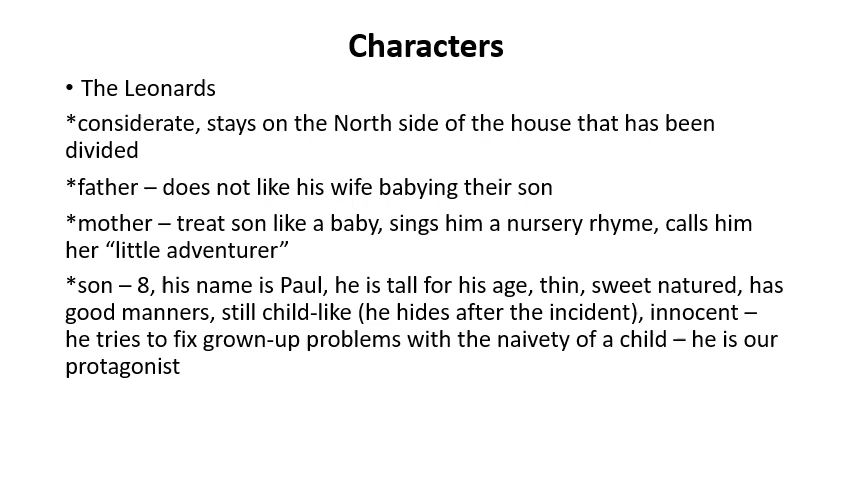 Characters
• The Leonards
*considerate, stays on the North side of the house that has been
divided
*father – does not like his wife babying their son
*mother – treat son like a baby, sings him a nursery rhyme, calls him
her “little adventurer”
*son – 8, his name is Paul, he is tall for his age, thin, sweet natured, has
good manners, still child-like (he hides after the incident), innocent –
he tries to fix grown-up problems with the naivety of a child – he is our
protagonist